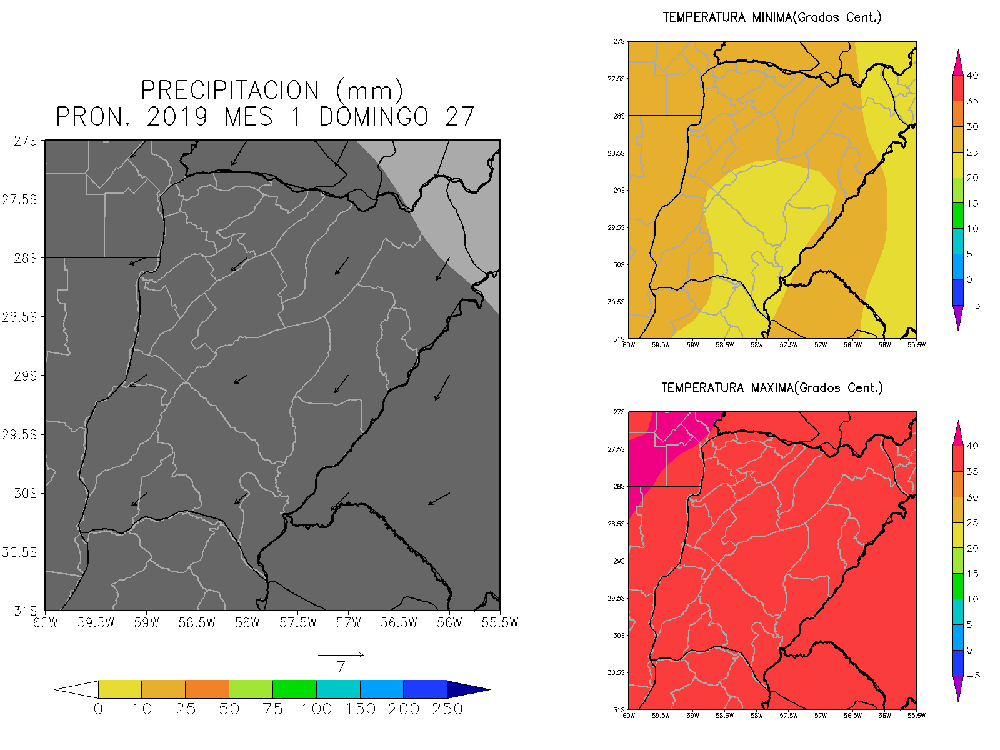 PRECIPITACION (mm)
PRON. 2019 MES 1 DOMINGO 27
27S
27.5S
28S
28.5S
29S
29.5S
30S
30.5S
31S
60W 59.5W 59W 58.5W 58W 57.5W 57W 56.5W 56W 55.5W
7
0 10 25 50 75 100 150 200 250
TEMPERATURA MINIMA(Grados Cent.)
27S
27.5S
28S
28.5S
29S
29.5S
30S
30.5S
31S
60W 59.5W 59W 58.5W 58W 57.5W 57W 56.5W 56W 55.5W
40
35
30
25
20
15
10
5
0
-5
TEMPERATURA MAXIMA(Grados Cent.)
27S
27.5S
28S
28.5S
29S
29.5S
30S
30.5S
31S
60W 59.5W 59W 58.5W 58W 57.5W 57W 56.5W 56W 55.5W
40
35
30
25
20
15
10
5
0
-5